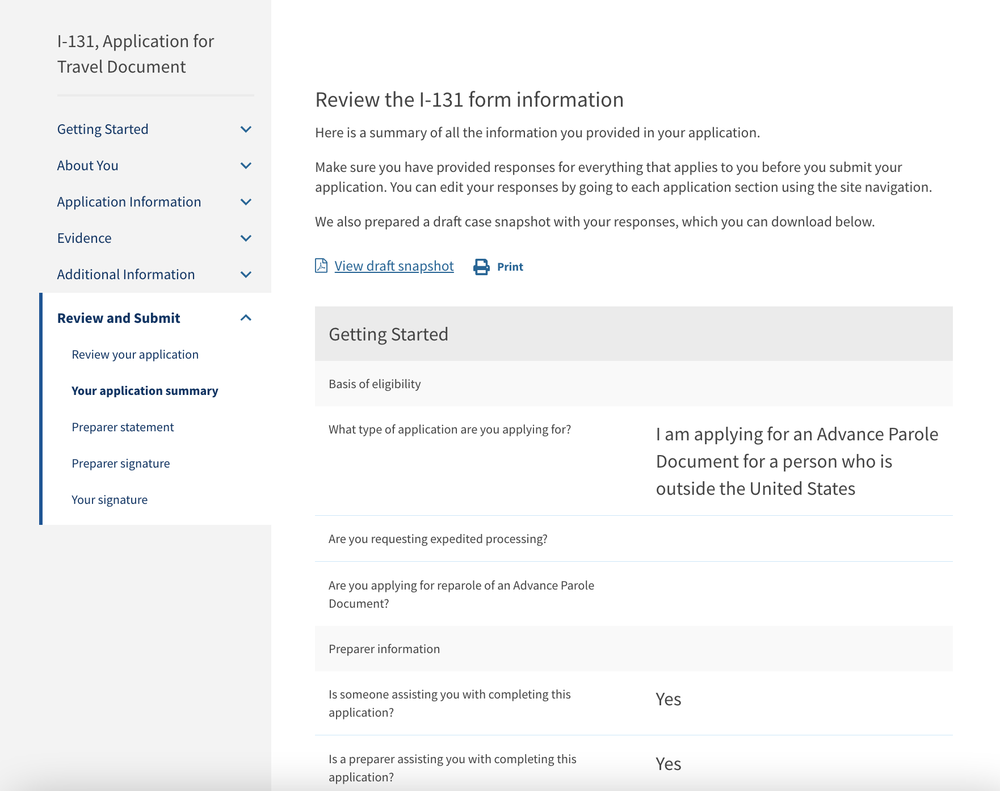 I-131, Application for
Travel Document
Getting Started
About You
Application Information
Evidence
Additional Information
Review and Submit
Review your application
Your application summary
Preparer statement
Preparer signature
Your signature
Review the I-131 form information
Here is a summary of all the information you provided in your application.
Make sure you have provided responses for everything that applies to you before you submit your
application. You can edit your responses by going to each application section using the site navigation.
We also prepared a draft case snapshot with your responses, which you can download below.
View draft snapshot
Print
Getting Started
Basis of eligibility
What type of application are you applying for?
I am applying for an Advance Parole
Document for a person who is
outside the United States
Are you requesting expedited processing?
Are you applying for reparole of an Advance Parole
Document?
Preparer information
Is someone assisting you with completing this
application?
Yes
Is a preparer assisting you with completing this
application?
Yes